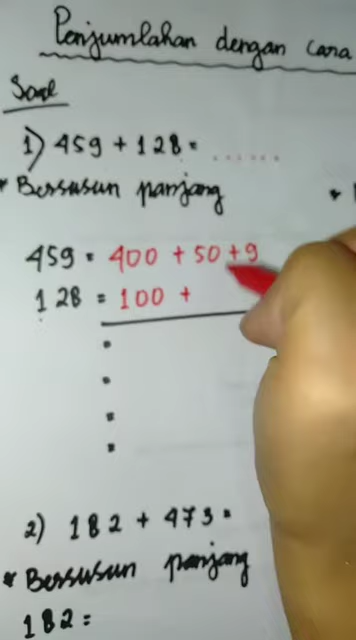 Penjumlahan dengan cara
Soal
1) 459 + 128 = ......
* Bersusun panjang
459 = 400 + 50 + 9
128 = 100 +
2) 182 + 473 =
* Bersusun panjang
182 =